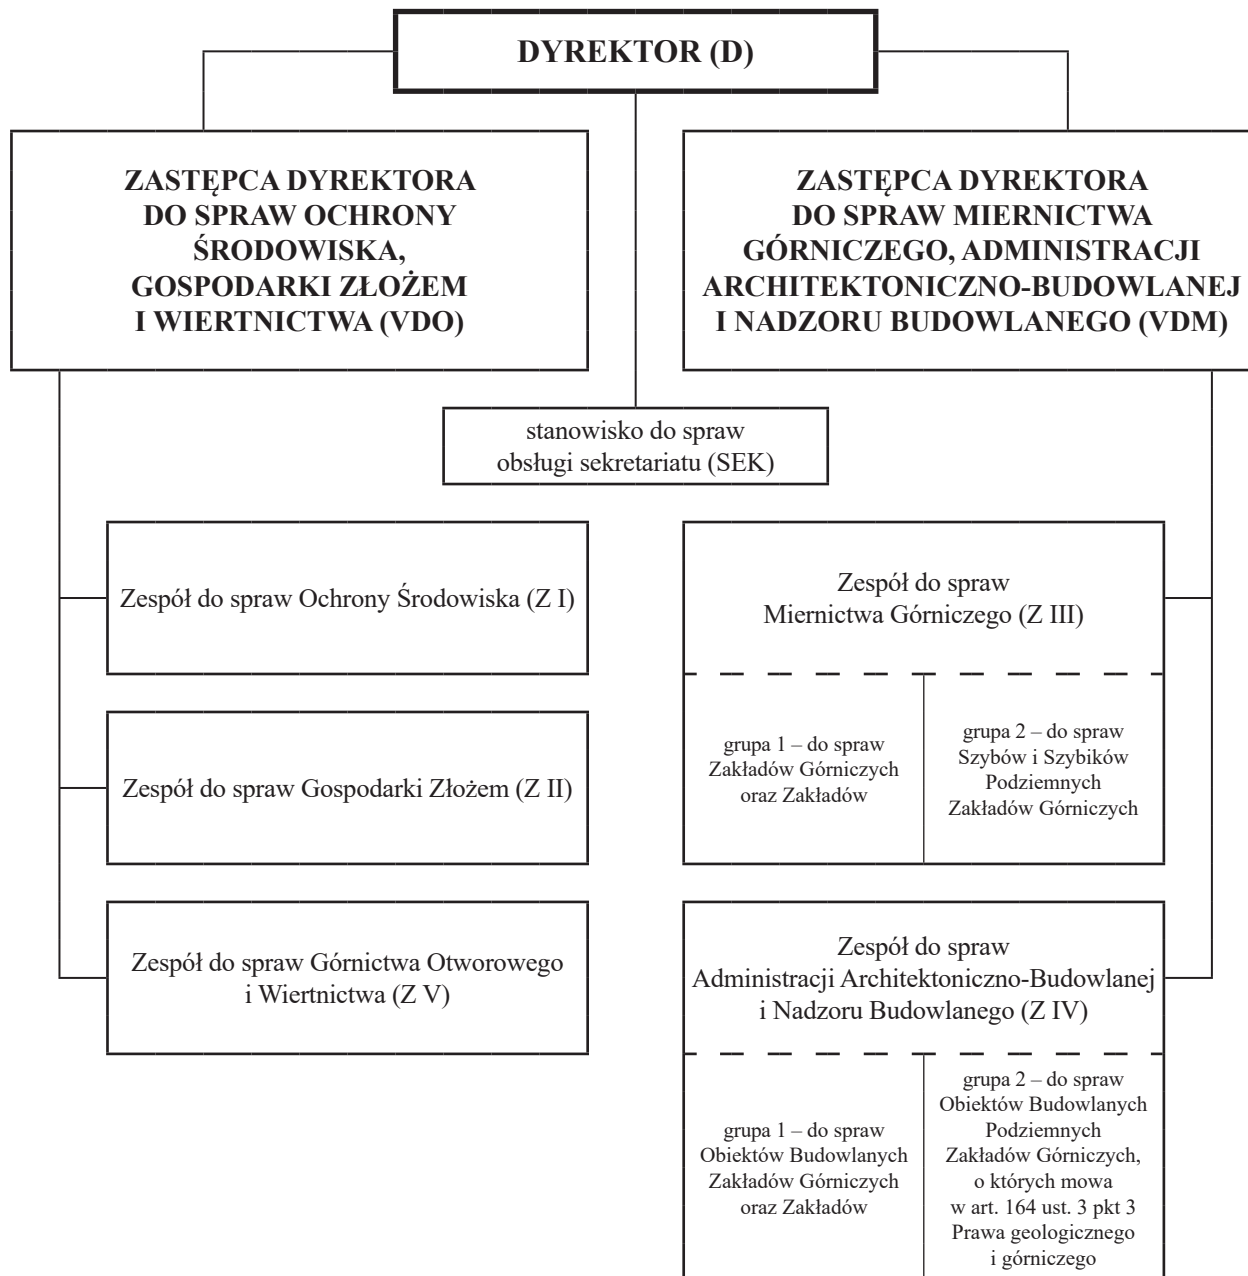 DYREKTOR (D)
ZASTĘPCA DYREKTORA
DO SPRAW OCHRONY
ŚRODOWISKA,
GOSPODARKI ZŁOŻEM
I WIERTNICTWA (VDO)
ZASTĘPCA DYREKTORA
DO SPRAW MIERNICTWA
GÓRNICZEGO, ADMINISTRACJI
ARCHITEKTONICZNO-BUDOWLANEJ
I NADZORU BUDOWLANEGO (VDM)
stanowisko do spraw
obsługi sekretariatu (SEK)
Zespół do spraw Ochrony Środowiska (Z I)
Zespół do spraw Gospodarki Złożem (Z II)
Zespół do spraw Górnictwa Otworowego
i Wiertnictwa (Z V)
Zespół do spraw
Miernictwa Górniczego (Z III)
grupa 1 – do spraw
Zakładów Górniczych
oraz Zakładów
grupa 2 – do spraw
Szybów i Szybików
Podziemnych
Zakładów Górniczych
Zespół do spraw
Administracji Architektoniczno-Budowlanej
i Nadzoru Budowlanego (Z IV)
grupa 1 – do spraw
Obiektów Budowlanych
Zakładów Górniczych
oraz Zakładów
grupa 2 – do spraw
Obiektów Budowlanych
Podziemnych
Zakładów Górniczych,
o których mowa
w art. 164 ust. 3 pkt 3
Prawa geologicznego
i górniczego